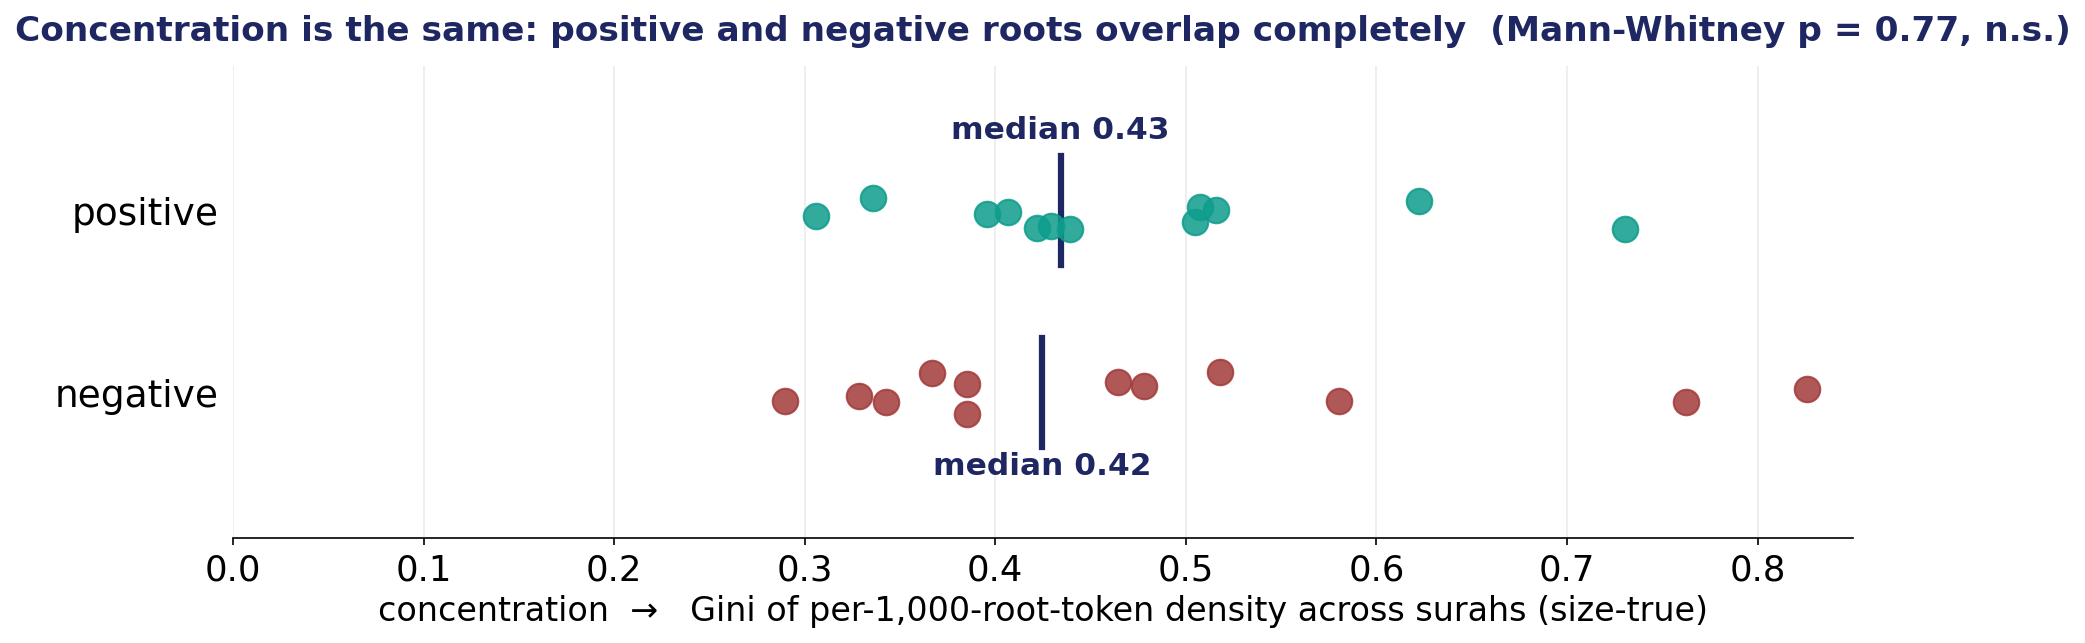 Concentration is the same: positive and negative roots overlap completely  (Mann-Whitney p = 0.77, n.s.)
median 0.43
positive
negative
median 0.42
0.0 0.1 0.2 0.3 0.4 0.5 0.6 0.7 0.8
concentration → Gini of per-1,000-root-token density across surahs (size-true)